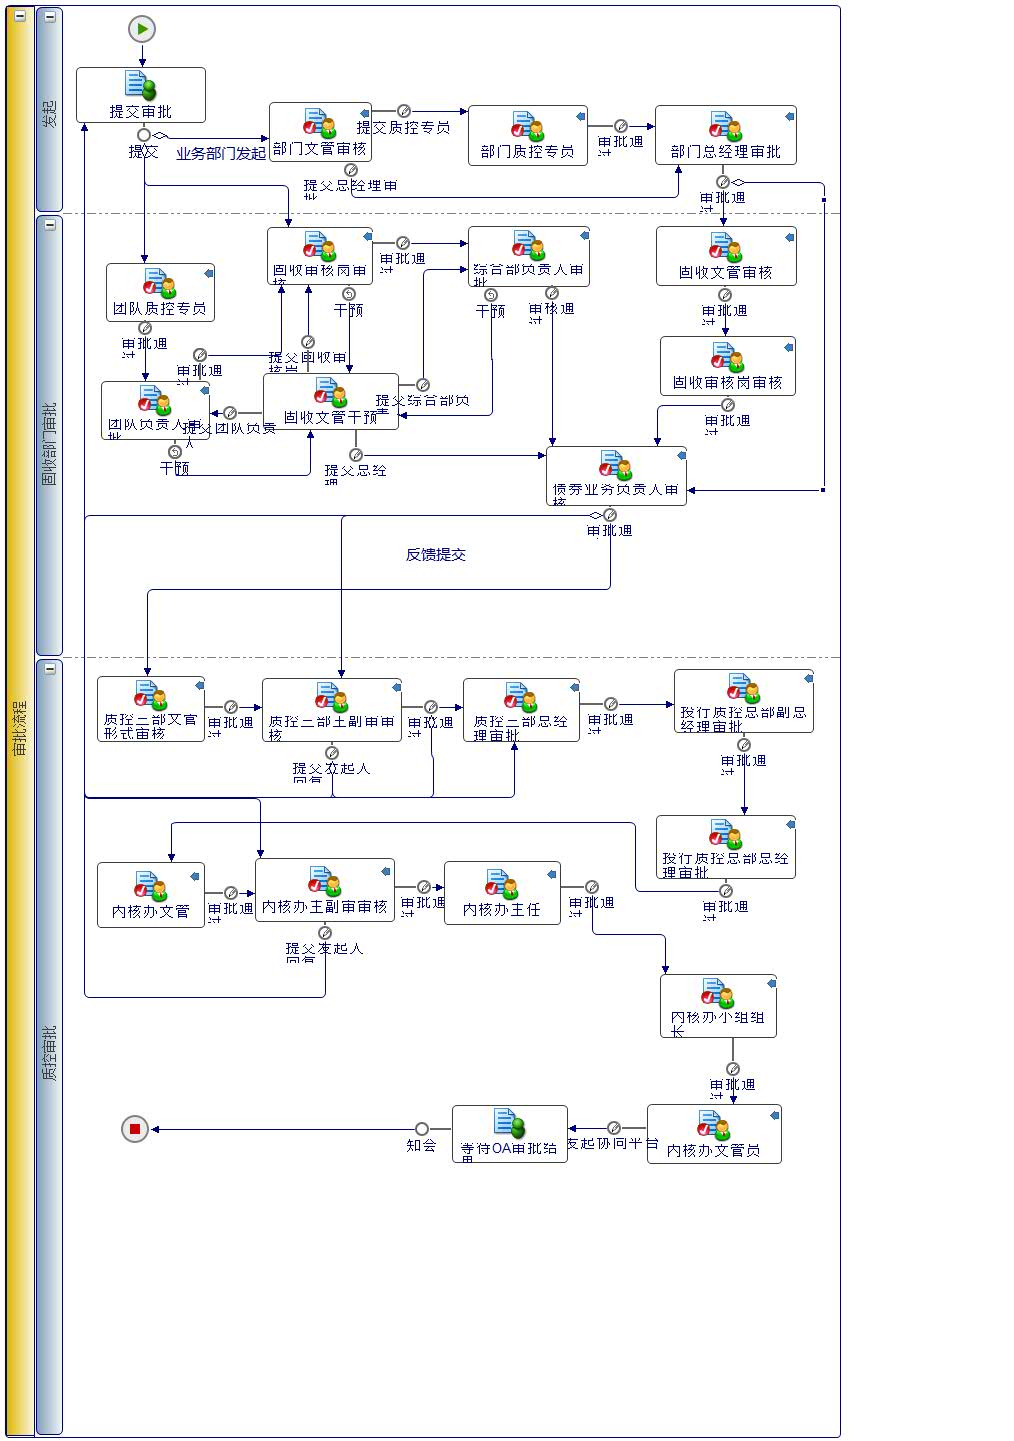 审批流程
发起
提交审批
提交
业务部门发起
部门文管审核
提交质控专员
部门质控专员
审批通过
部门总经理审批
提交总经理审批
审批通过
固收部门审批
固收审核岗审核
审批通过
综合部负责人审批
固收文管审核
团队质控专员
干预
干预
审核通过
审批通过
审批通过
审批通过
提交固收审核岗
固收审核岗审核
团队负责人审批
提交团队负责人
固收文管干预
提交综合部负责
审批通过
干预
提交总经理
债券业务负责人审核
审批通过
反馈提交
质控审批
质控二部文管形式审核
审批通过
质控二部主副审审核
审批通过
质控二部总经理审批
审批通过
投行质控总部副总经理审批
提交发起人回复
审批通过
投行质控总部总经理审批
内核办文管
审批通过
内核办主副审审核
审批通过
内核办主任
审批通过
审批通过
提交发起人回复
内核办小组组长
审批通过
知会
等待OA审批结果
发起协同平台
内核办文管员